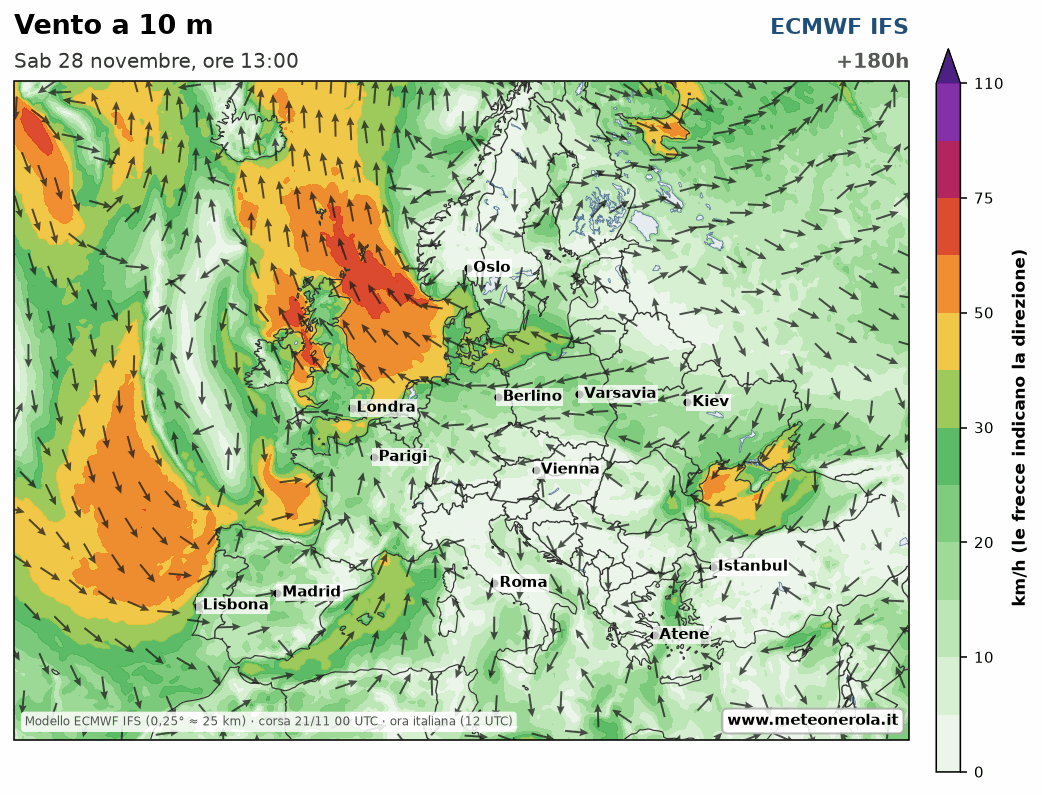 Vento a 10 m
ECMWF IFS
Sab 28 novembre, ore 13:00
+180h
110
75
50
30
20
10
0
km/h (le frecce indicano la direzione)
Oslo
Londra
Berlino
Varsavia
Kiev
Parigi
Vienna
Istanbul
Roma
Madrid
Lisbona
Atene
Modello ECMWF IFS (0,25° ≈ 25 km) · corsa 21/11 00 UTC · ora italiana (12 UTC)
www.meteonerola.it